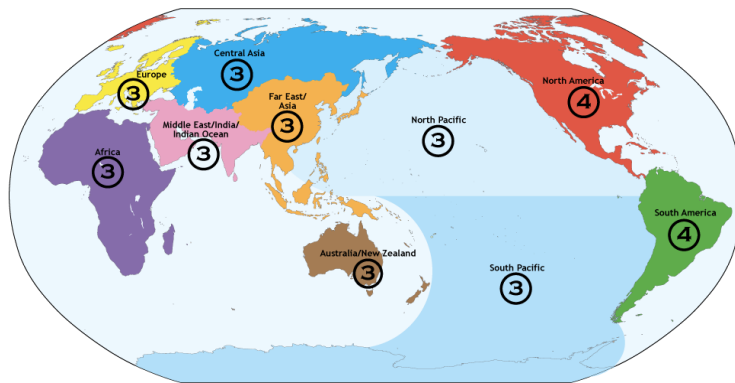 Central Asia
3
Europe
3
North America
4
Far East/
Asia
3
Middle East/India/
Indian Ocean
3
North Pacific
3
Africa
3
South America
4
Australia/New Zealand
3
South Pacific
3